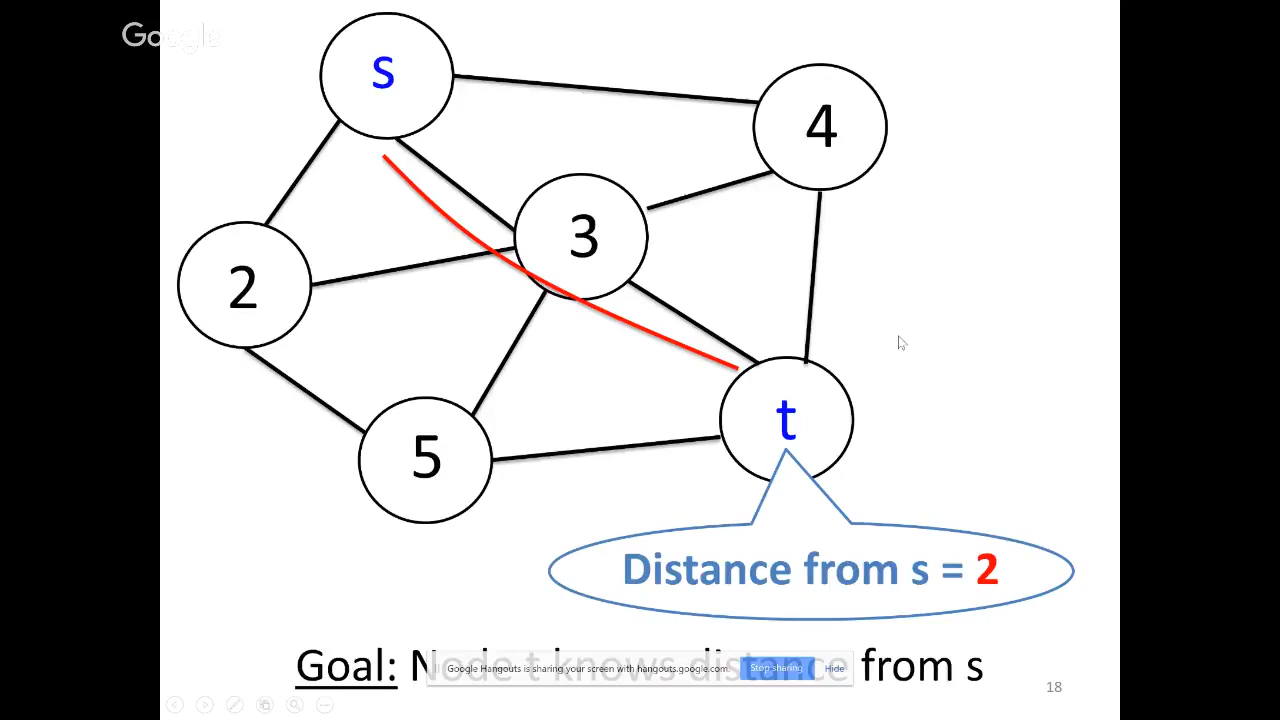 Google
s
4
3
2
5
t
Distance from s = 2
Goal: Node t knows distance from s
Google Hangouts is sharing your screen with hangouts.google.com.
Stop sharing
Hide
18